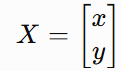 X = [x
y]